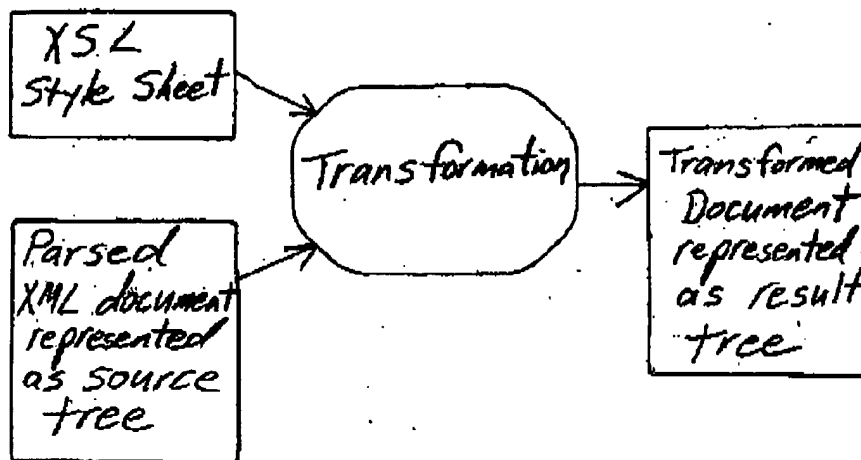 XSL
Style Sheet
Transformation
Parsed
XML document
represented
as source
tree
Transformed
Document
represented
as result
tree